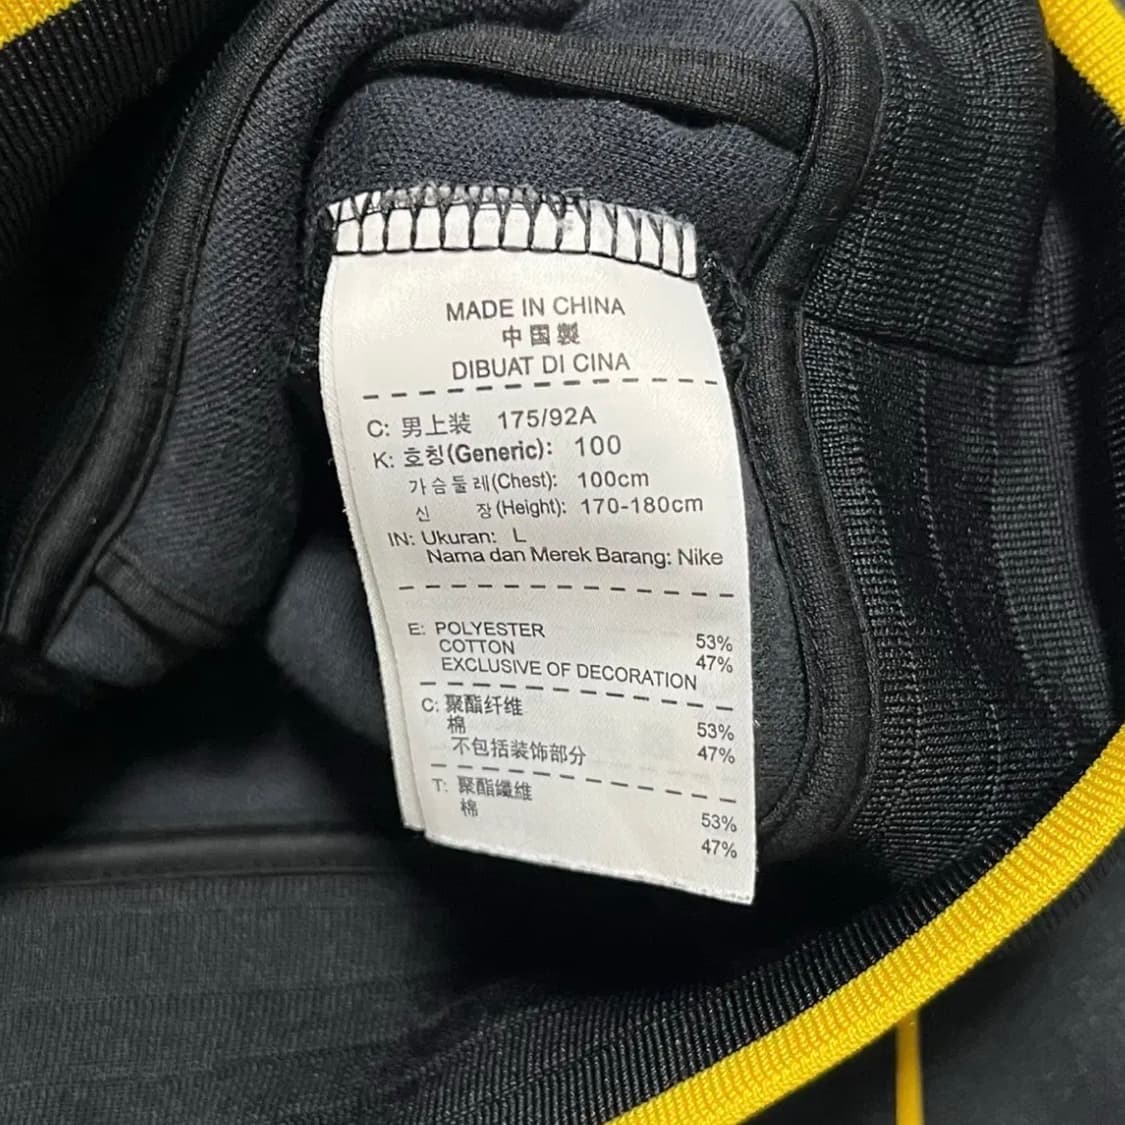 MADE IN CHINA
中国製
DIBUAT DI CINA
C: 男上装 175/92A
K: 호칭(Generic): 100
가슴둘레(Chest): 100cm
신 장(Height): 170-180cm
IN: Ukuran: L
Nama dan Merek Barang: Nike
E: POLYESTER 53%
COTTON 47%
EXCLUSIVE OF DECORATION
C: 聚酯纤维 53%
棉 47%
不包括装饰部分
T: 聚酯纖維 53%
棉 47%